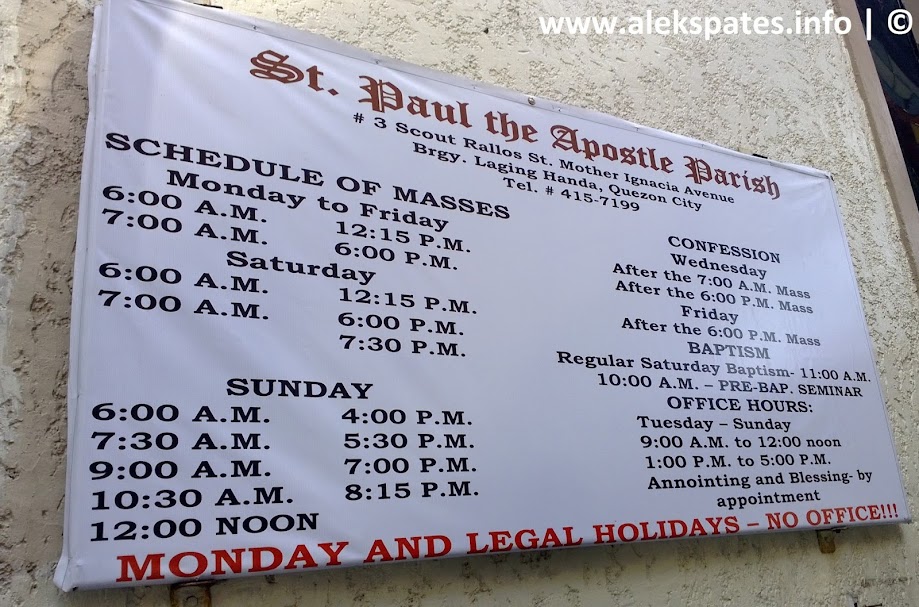 www.alekspates.info | ©
St. Paul the Apostle Parish
# 3 Scout Rallos St. Mother Ignacia Avenue
Brgy. Laging Handa, Quezon City
Tel. # 415-7199
SCHEDULE OF MASSES
Monday to Friday
6:00 A.M. 12:15 P.M.
7:00 A.M. 6:00 P.M.
Saturday
6:00 A.M. 12:15 P.M.
7:00 A.M. 6:00 P.M.
7:30 P.M.
SUNDAY
6:00 A.M. 4:00 P.M.
7:30 A.M. 5:30 P.M.
9:00 A.M. 7:00 P.M.
10:30 A.M. 8:15 P.M.
12:00 NOON
CONFESSION
Wednesday
After the 7:00 A.M. Mass
After the 6:00 P.M. Mass
Friday
After the 6:00 P.M. Mass
BAPTISM
Regular Saturday Baptism- 11:00 A.M.
10:00 A.M. – PRE-BAP. SEMINAR
OFFICE HOURS:
Tuesday – Sunday
9:00 A.M. to 12:00 noon
1:00 P.M. to 5:00 P.M.
Annointing and Blessing- by
appointment
MONDAY AND LEGAL HOLIDAYS – NO OFFICE!!!